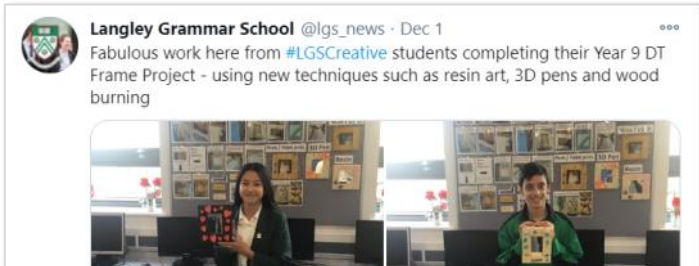 Langley Grammar School @lgs_news · Dec 1
Fabulous work here from #LGSCreative students completing their Year 9 DT
Frame Project - using new techniques such as resin art, 3D pens and wood
burning